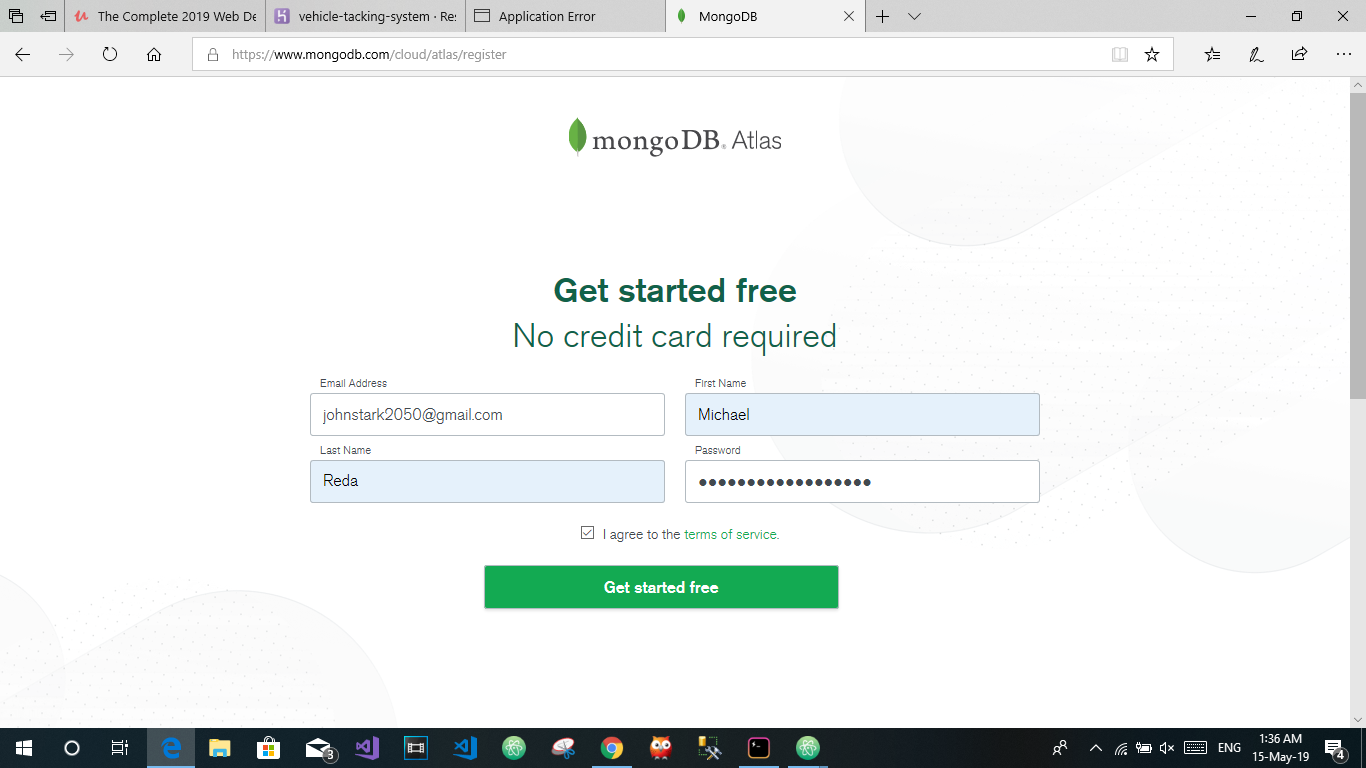 The Complete 2019 Web De
vehicle-tacking-system · Res
Application Error
MongoDB
https://www.mongodb.com/cloud/atlas/register
mongoDB® Atlas
Get started free
No credit card required
Email Address
First Name
johnstark2050@gmail.com
Michael
Last Name
Password
Reda
••••••••••••••••••
I agree to the terms of service.
Get started free
3
ENG
1:36 AM
15-May-19
4